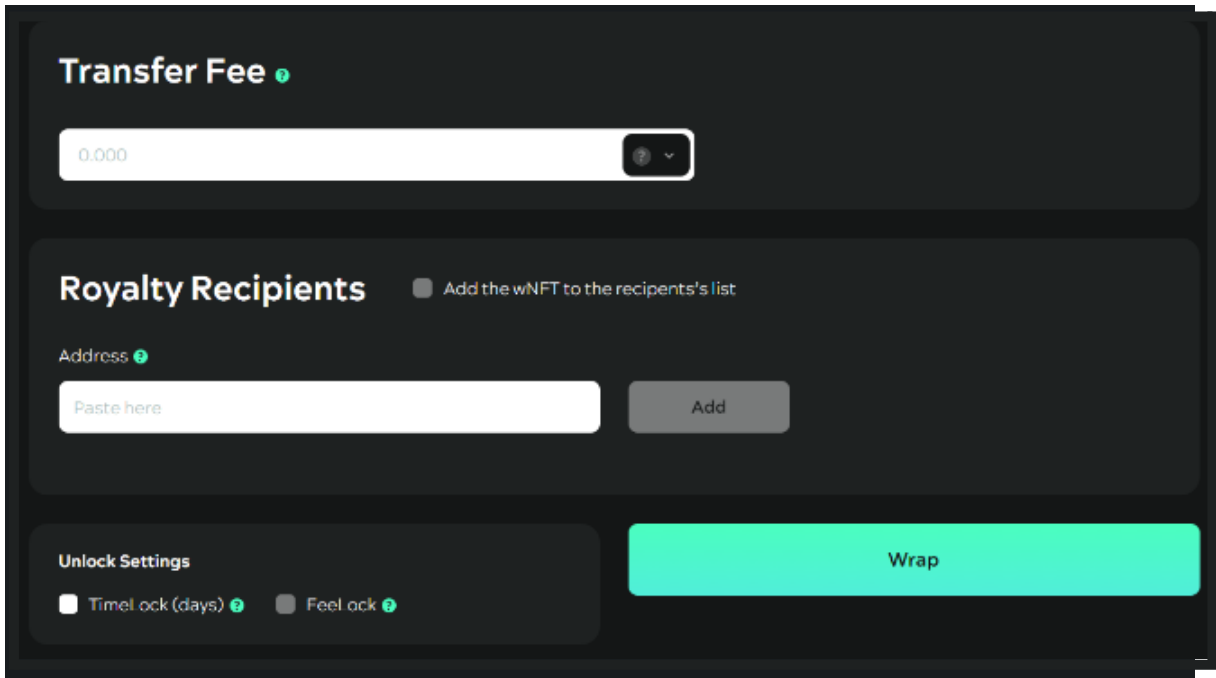 Transfer Fee ?
0.000
?
Royalty Recipients
Add the wNFT to the recipents's list
Address ?
Paste here
Add
Unlock Settings
TimeLock (days) ?
FeeLock ?
Wrap